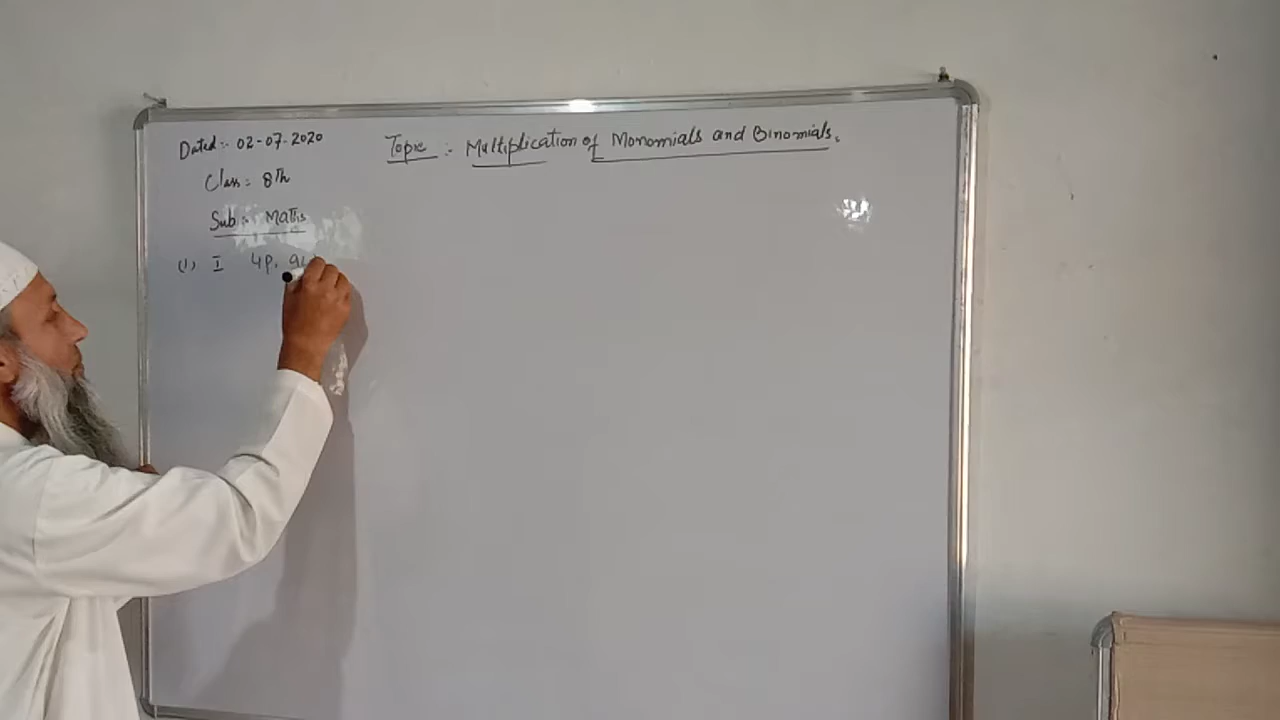 Dated:- 02-07-2020
Topic :- Multiplication of Monomials and Binomials.
Class:- 8th
Sub:- Maths
(1) I 4p,